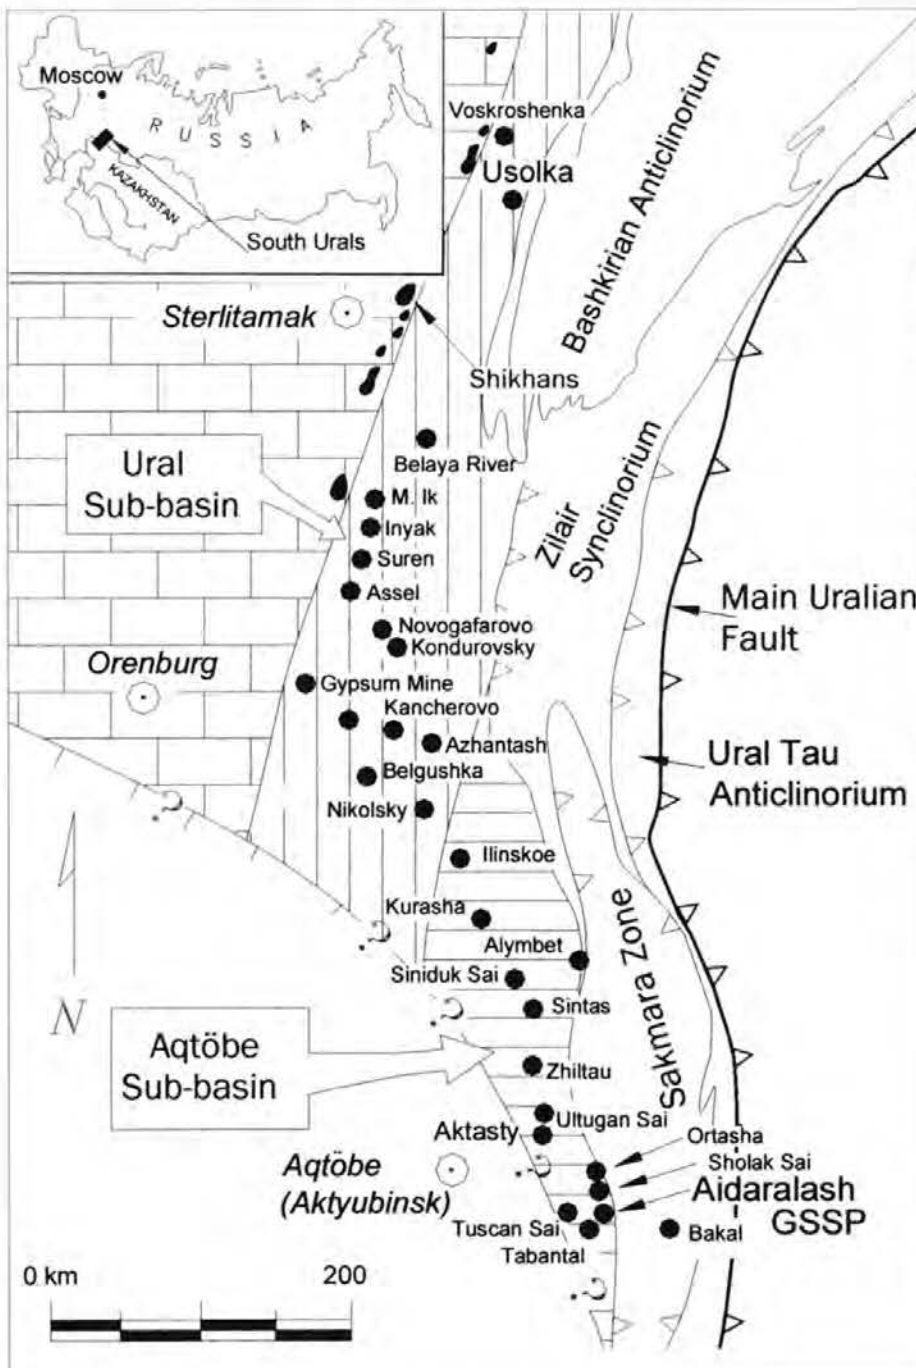 Moscow
RUSSIA
KAZAKHSTAN
South Urals
Voskroshenka
Usolka
Bashkirian Anticlinorium
Sterlitamak
Shikhans
Ural
Sub-basin
Belaya River
M. Ik
Inyak
Suren
Assel
Zilair
Synclinorium
Novogafarovo
Kondurovsky
Main Uralian
Fault
Orenburg
Gypsum Mine
Kancherovo
Azhantash
Ural Tau
Anticlinorium
Belgushka
Nikolsky
Ilinskoe
Kurasha
Alymbet
Siniduk Sai
Sakmara Zone
N
Sintas
Aqtöbe
Sub-basin
Zhiltau
Ultugan Sai
Aktasty
Ortasha
Sholak Sai
Aqtöbe
(Aktyubinsk)
Aidaralash
GSSP
Tuscan Sai
Bakal
Tabantal
0 km 200